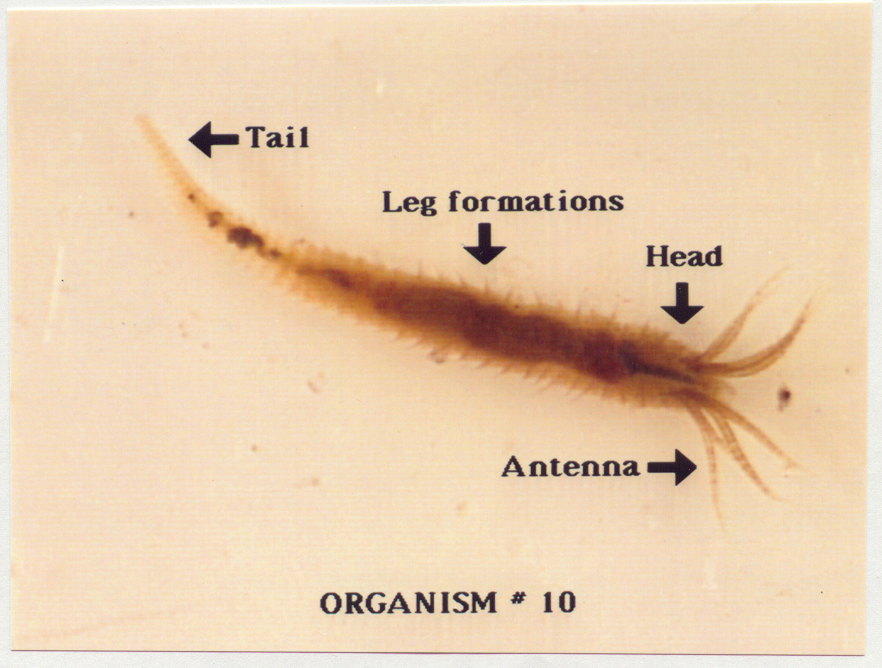 Tail
Leg formations
Head
Antenna
ORGANISM # 10